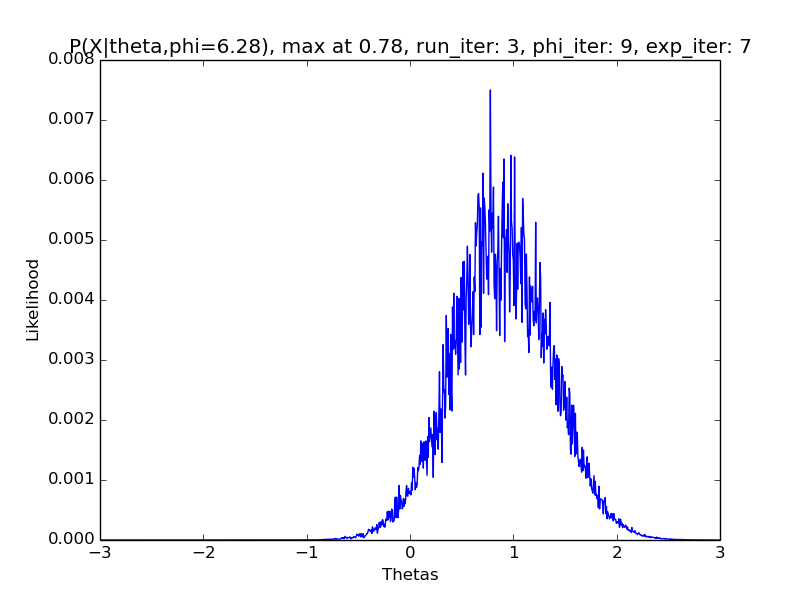 P(X|theta,phi=6.28), max at 0.78, run_iter: 3, phi_iter: 9, exp_iter: 7
0.008
0.007
0.006
0.005
0.004
0.003
0.002
0.001
0.000
Likelihood
−3 −2 −1 0 1 2 3
Thetas